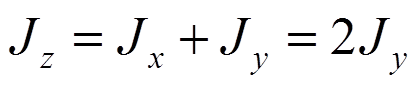 J_z = J_x + J_y = 2J_y